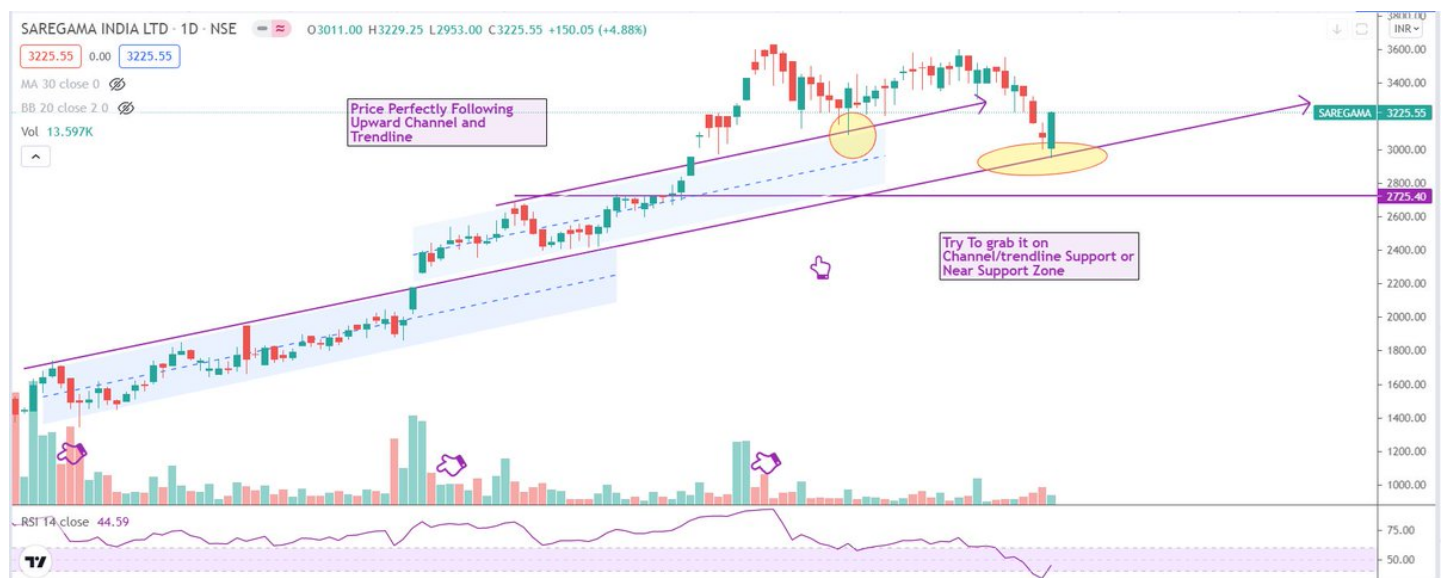 SAREGAMA INDIA LTD · 1D · NSE O3011.00 H3229.25 L2953.00 C3225.55 +150.05 (+4.88%)
3225.55 0.00 3225.55
MA 30 close 0
BB 20 close 2 0
Vol 13.597K
Price Perfectly Following
Upward Channel and
Trendline
Try To grab it on
Channel/trendline Support or
Near Support Zone
3800.00
INR
3600.00
3400.00
SAREGAMA 3225.55
3000.00
2800.00
2725.40
2600.00
2400.00
2200.00
2000.00
1800.00
1600.00
1400.00
1200.00
1000.00
RSI 14 close 44.59
75.00
50.00